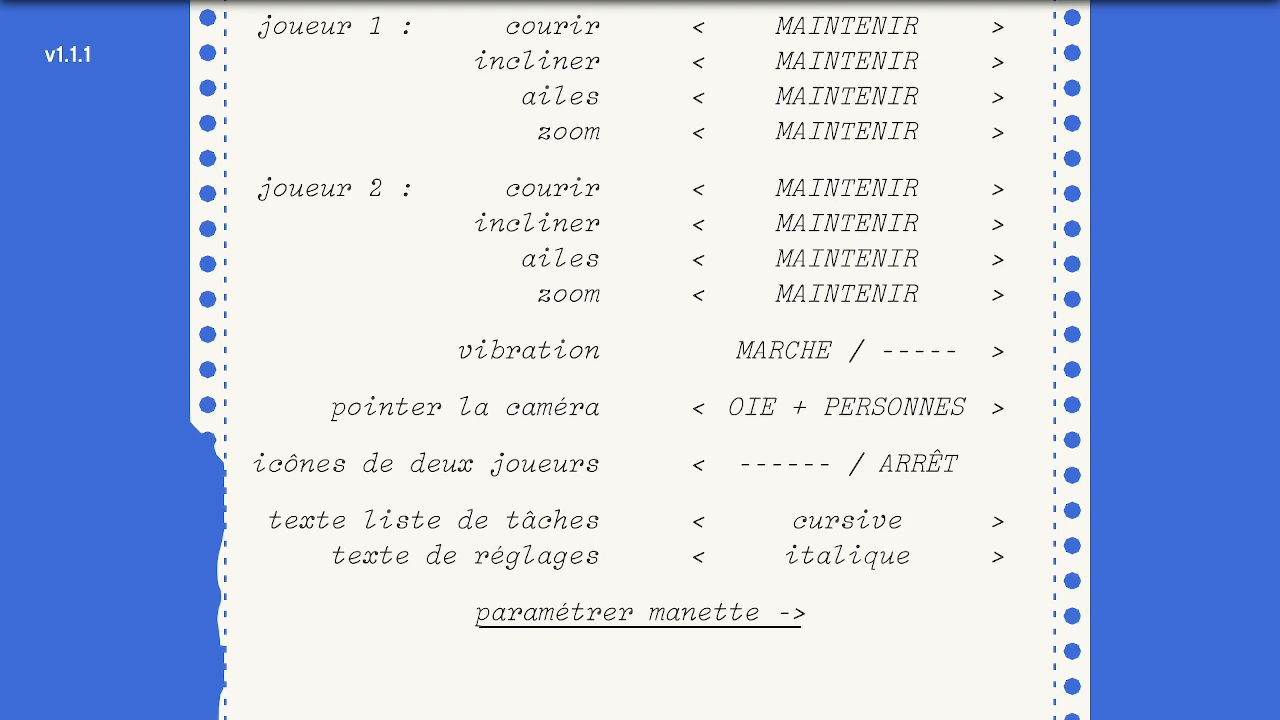 joueur 1 : courir < MAINTENIR >
v1.1.1
incliner < MAINTENIR >
ailes < MAINTENIR >
zoom < MAINTENIR >
joueur 2 : courir < MAINTENIR >
incliner < MAINTENIR >
ailes < MAINTENIR >
zoom < MAINTENIR >
vibration MARCHE / ----- >
pointer la caméra < OIE + PERSONNES >
icônes de deux joueurs < ------ / ARRÊT
texte liste de tâches < cursive >
texte de réglages < italique >
paramétrer manette ->